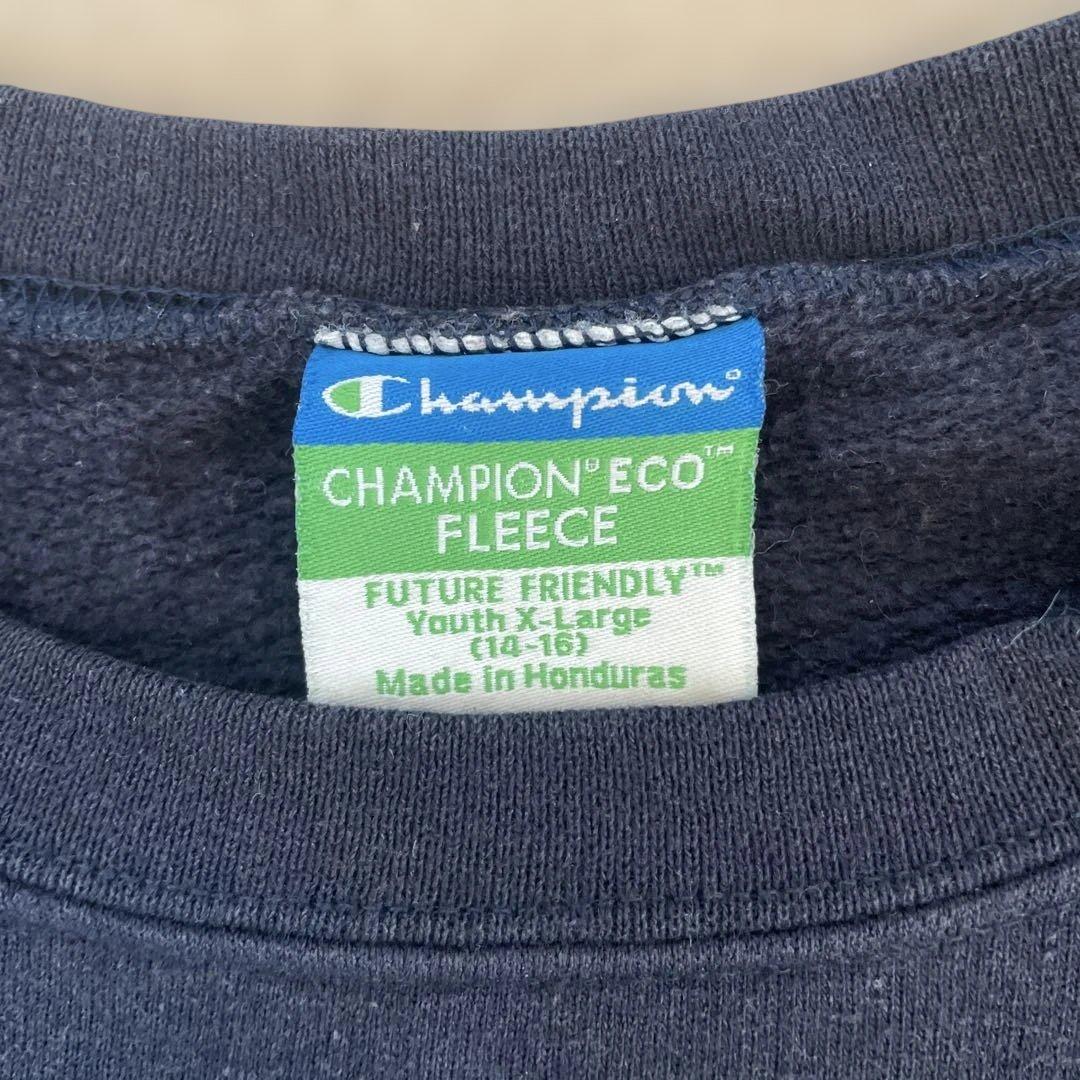 Champion®
CHAMPION® ECO™
FLEECE
FUTURE FRIENDLY™
Youth X-Large
(14-16)
Made in Honduras